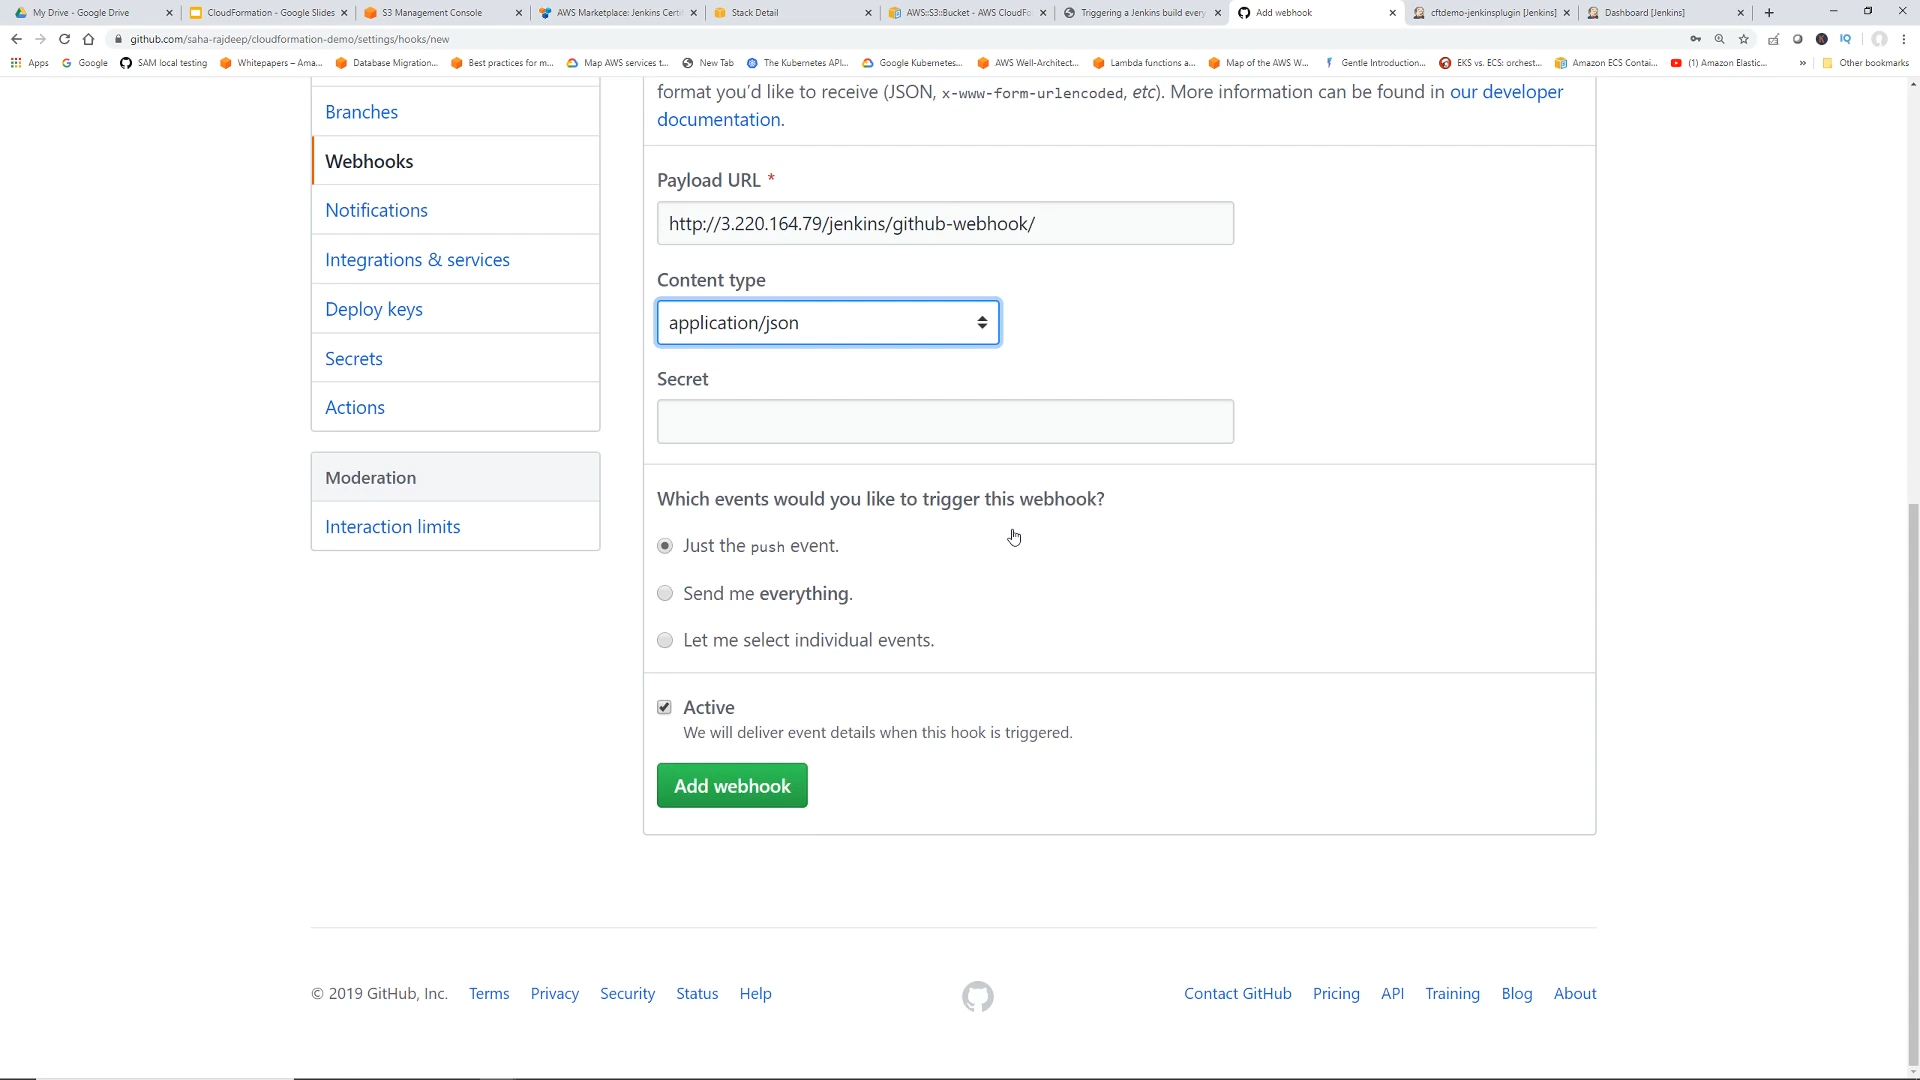 My Drive - Google Drive
CloudFormation - Google Slides
S3 Management Console
AWS Marketplace: Jenkins Certi
Stack Detail
AWS::S3::Bucket - AWS CloudFo
Triggering a Jenkins build every
Add webhook
cftdemo-jenkinsplugin [Jenkins]
Dashboard [Jenkins]
github.com/saha-rajdeep/cloudformation-demo/settings/hooks/new
IQ
Apps
Google
SAM local testing
Whitepapers – Ama...
Database Migration...
Best practices for m...
Map AWS services t...
New Tab
The Kubernetes API...
Google Kubernetes...
AWS Well-Architect...
Lambda functions a...
Map of the AWS W...
Gentle Introduction...
EKS vs. ECS: orchest...
Amazon ECS Contai...
(1) Amazon Elastic...
»
Other bookmarks
format you’d like to receive (JSON, x-www-form-urlencoded, etc). More information can be found in our developer
documentation.
Branches
Webhooks
Notifications
Integrations & services
Deploy keys
Secrets
Actions
Moderation
Interaction limits
Payload URL *
http://3.220.164.79/jenkins/github-webhook/
Content type
application/json
Secret
Which events would you like to trigger this webhook?
Just the push event.
Send me everything.
Let me select individual events.
Active
We will deliver event details when this hook is triggered.
Add webhook
© 2019 GitHub, Inc.
Terms
Privacy
Security
Status
Help
Contact GitHub
Pricing
API
Training
Blog
About